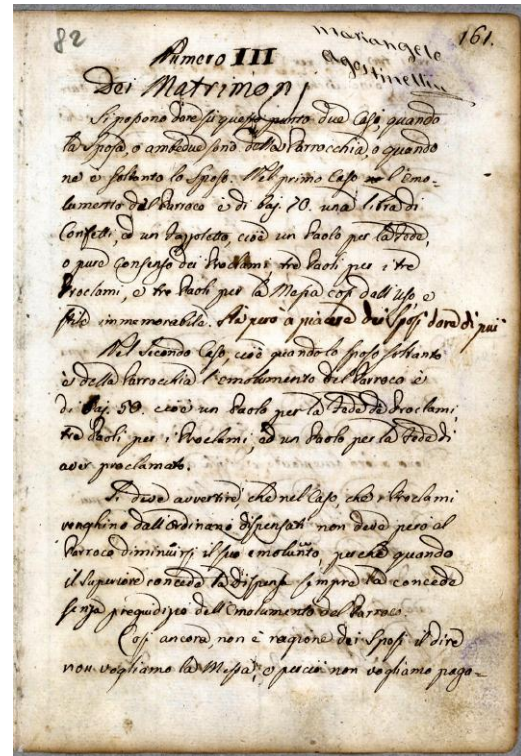 82
161.
Mariangelo
Agostinelli
Numero III
Dei Matrimonj
Si possono dare su questo punto due Casi, quando
la Sposa, o ambedue sono della Parrocchia, o quando
ne è soltanto lo Sposo. Nel primo Caso l'emo-
lumento del Parroco è di baj. 70. una libra di
Confetti, ed un Fazzoletto, cioè un Paolo per la Fede,
o pure Consenso dei Proclami, tre Paoli per i tre
Proclami, e tre Paoli per la Messa così dall'uso e
stile immemorabile. Sta però a piacere dei Sposi dare di più
Nel Secondo Caso, cioè quando lo Sposo soltanto
è della Parrocchia l'emolumento del Parroco è
di baj. 50. cioè un Paolo per la Fede de Proclami,
tre Paoli per i Proclami, ed un Paolo per la Fede di
aver proclamato.
Si deve avvertire, che nel Caso, che i Proclami
venghino dall'Ordinario dispensati non deve però al
Parroco diminuirsi il suo emolunto, perchè quando
il Superiore concede la Dispensa sempre la concede
senza pregiudizio dell'Emolumento del Parroco.
Così ancora non è ragione dei Sposi il dire
non vogliamo la Messa, e perciò non vogliamo paga-